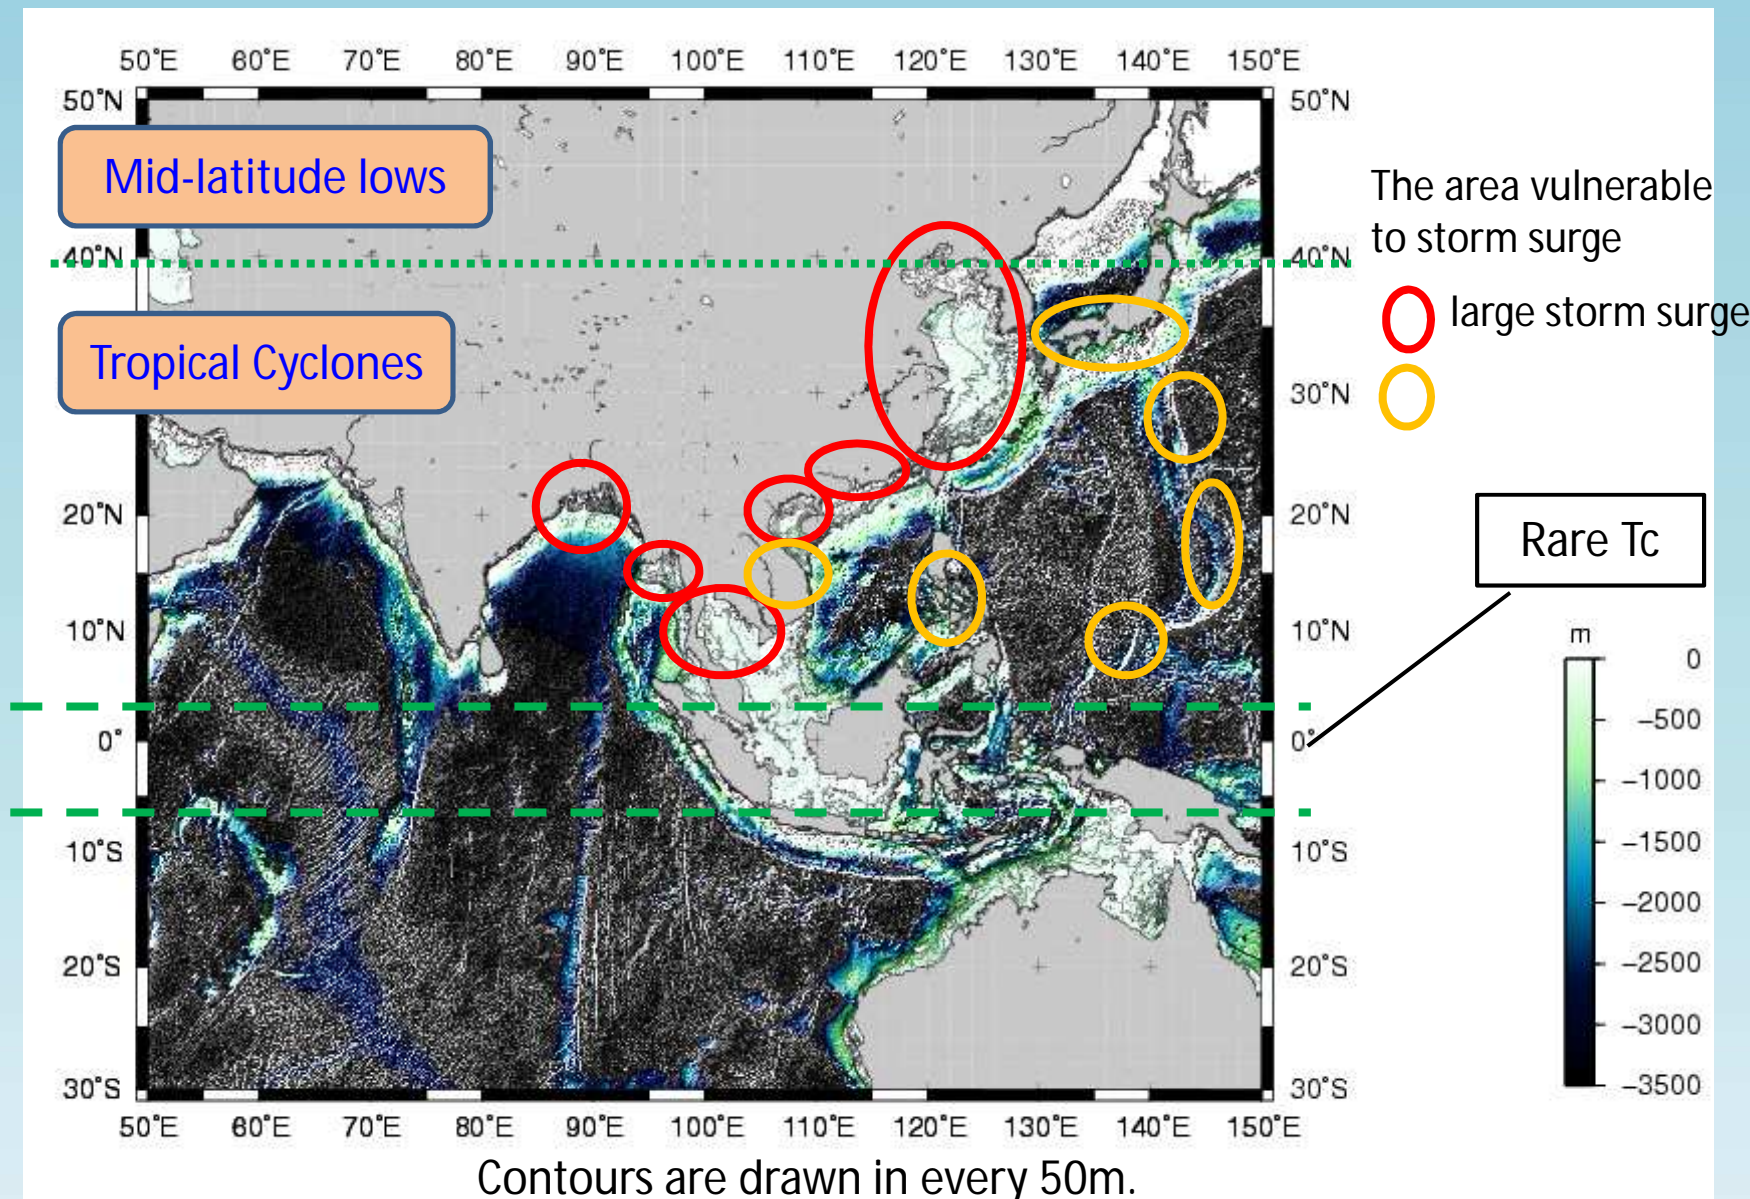 50°E 60°E 70°E 80°E 90°E 100°E 110°E 120°E 130°E 140°E 150°E
50°N 50°N
Mid-latitude lows
The area vulnerable
to storm surge
40°N 40°N
large storm surge
Tropical Cyclones
30°N
20°N 20°N
Rare Tc
10°N 10°N
m
0
-500
0° 0°
-1000
-1500
10°S 10°S
-2000
20°S 20°S
-2500
-3000
30°S 30°S
-3500
50°E 60°E 70°E 80°E 90°E 100°E 110°E 120°E 130°E 140°E 150°E
Contours are drawn in every 50m.